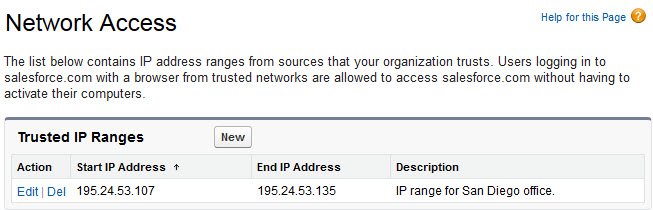 Network Access
Help for this Page ?
The list below contains IP address ranges from sources that your organization trusts. Users logging in to
salesforce.com with a browser from trusted networks are allowed to access salesforce.com without having to
activate their computers.
Trusted IP Ranges New
Action Start IP Address ↑ End IP Address Description
Edit | Del 195.24.53.107 195.24.53.135 IP range for San Diego office.